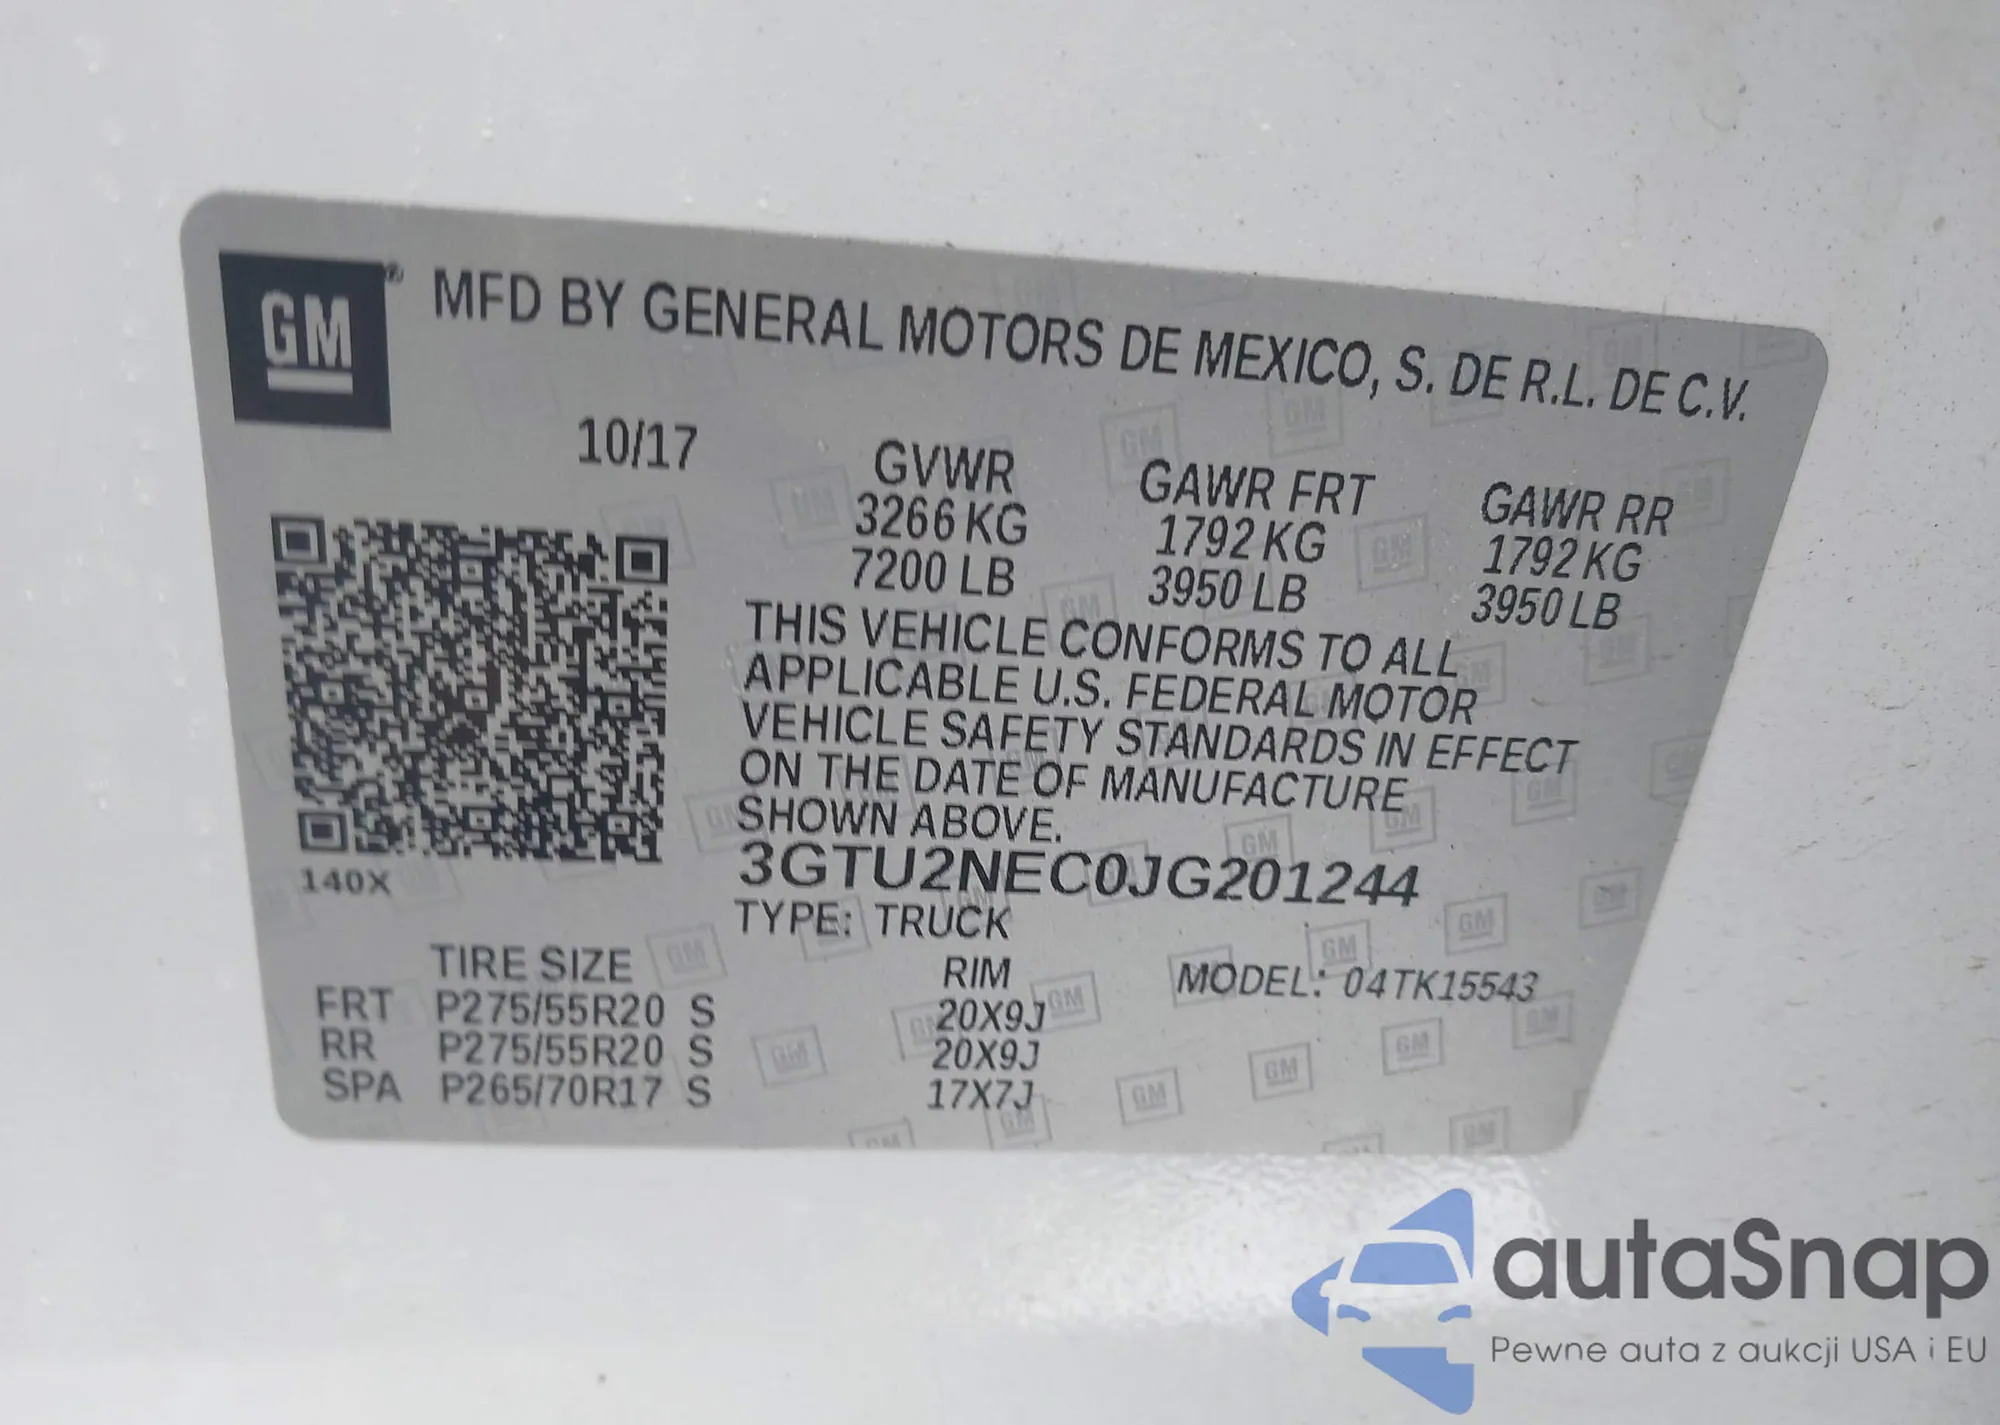 GM® MFD BY GENERAL MOTORS DE MEXICO, S. DE R.L. DE C.V.
10/17
GVWR GAWR FRT GAWR RR
3266 KG 1792 KG 1792 KG
7200 LB 3950 LB 3950 LB
THIS VEHICLE CONFORMS TO ALL
APPLICABLE U.S. FEDERAL MOTOR
VEHICLE SAFETY STANDARDS IN EFFECT
ON THE DATE OF MANUFACTURE
SHOWN ABOVE.
3GTU2NEC0JG201244
140X
TYPE: TRUCK
TIRE SIZE RIM MODEL: 04TK15543
FRT P275/55R20 S 20X9J
RR P275/55R20 S 20X9J
SPA P265/70R17 S 17X7J
autaSnap
Pewne auta z aukcji USA i EU